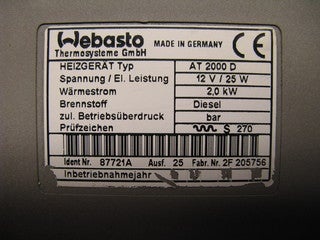 Webasto
Thermosysteme GmbH
MADE IN GERMANY CE
HEIZGERÄT Typ AT 2000 D
Spannung / El. Leistung 12 V / 25 W
Wärmestrom 2,0 kW
Brennstoff Diesel
zul. Betriebsüberdruck bar
Prüfzeichen S 270
Ident Nr. 87721A Ausf. 25 Fabr. Nr. 2F 205756
Inbetriebnahmejahr